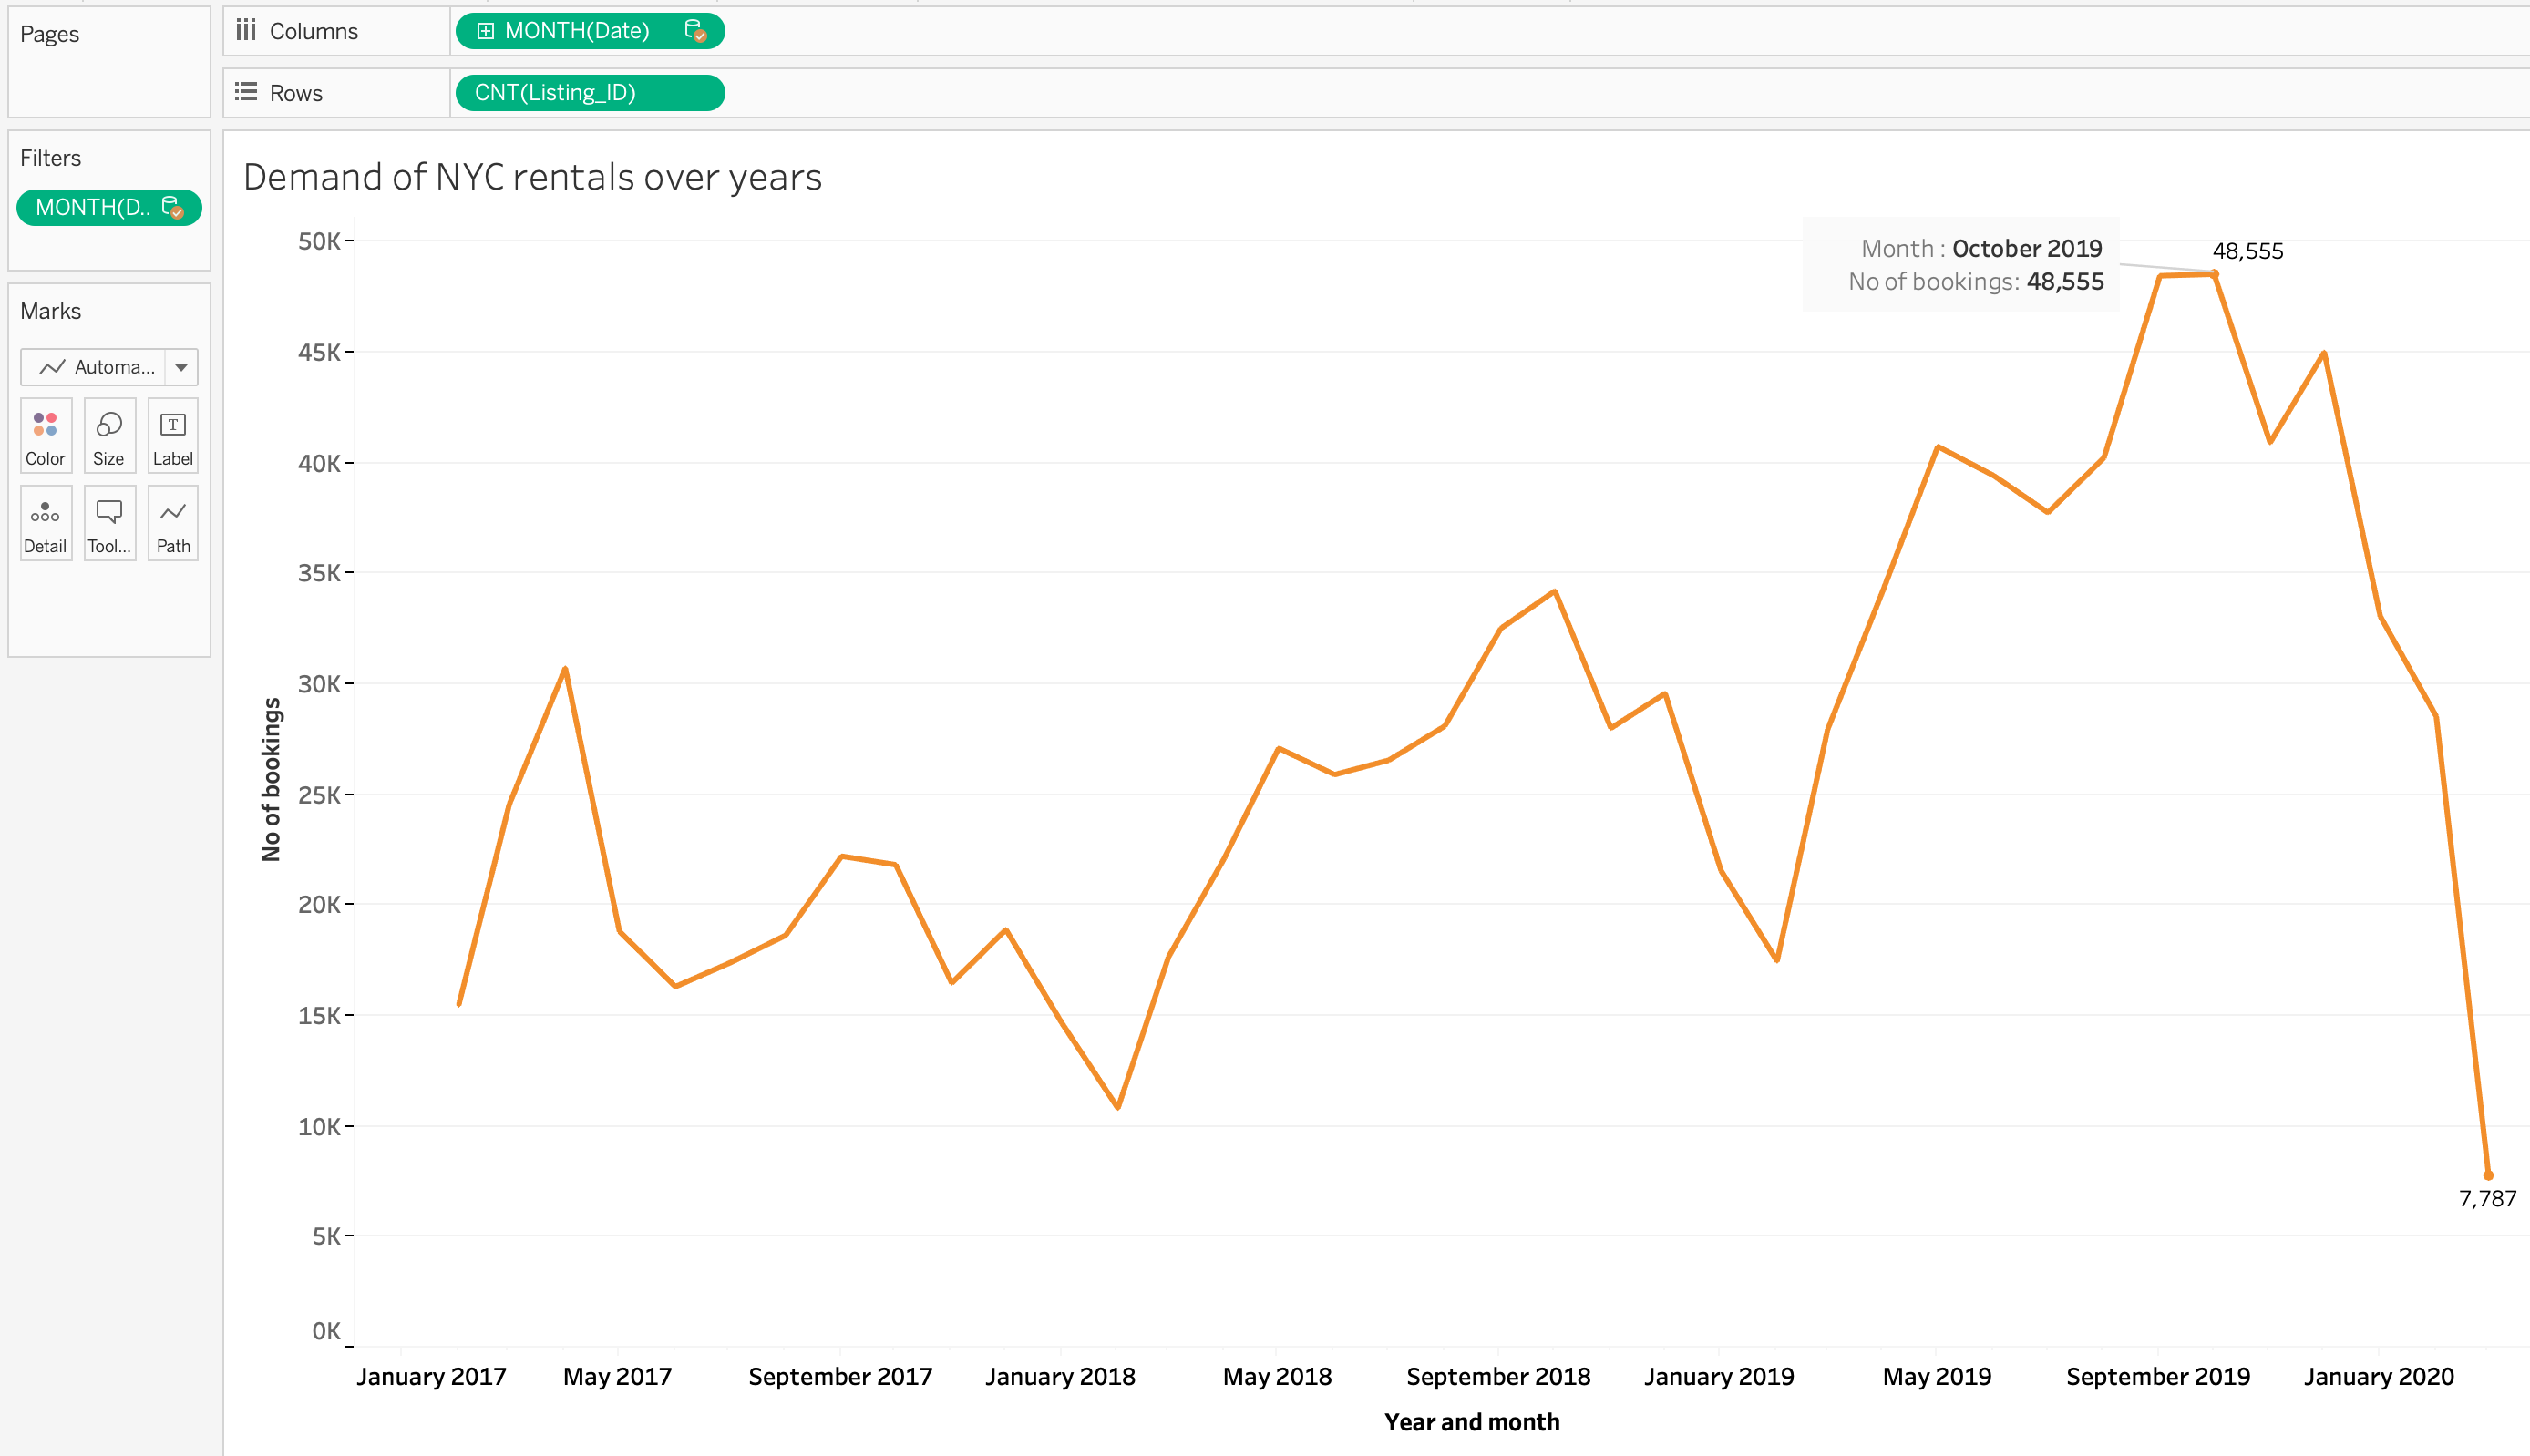 Pages
Columns
MONTH(Date)
Rows
CNT(Listing_ID)
Filters
MONTH(D..
Marks
Automa...
Color
Size
T
Label
Detail
Tool...
Path
Demand of NYC rentals over years
Month : October 2019
No of bookings: 48,555
48,555
50K
45K
40K
35K
30K
25K
20K
15K
10K
5K
0K
No of bookings
7,787
January 2017 May 2017 September 2017 January 2018 May 2018 September 2018 January 2019 May 2019 September 2019 January 2020
Year and month